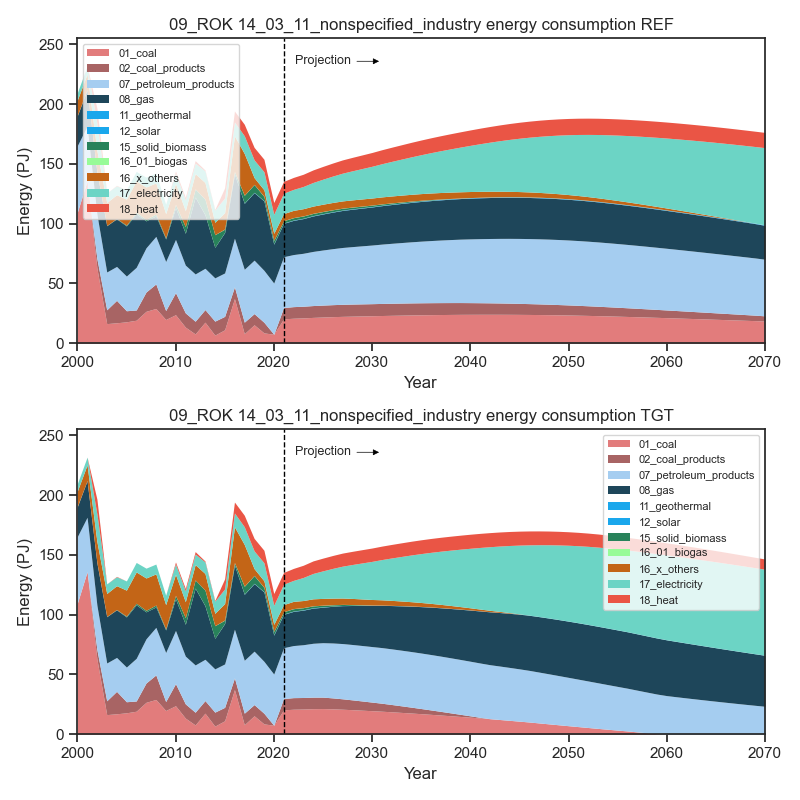 09_ROK 14_03_11_nonspecified_industry energy consumption REF
250
200
150
100
50
0
Energy (PJ)
01_coal
02_coal_products
07_petroleum_products
08_gas
11_geothermal
12_solar
15_solid_biomass
16_01_biogas
16_x_others
17_electricity
18_heat
Projection
2000 2010 2020 2030 2040 2050 2060 2070
Year
09_ROK 14_03_11_nonspecified_industry energy consumption TGT
250
200
150
100
50
0
Energy (PJ)
Projection
01_coal
02_coal_products
07_petroleum_products
08_gas
11_geothermal
12_solar
15_solid_biomass
16_01_biogas
16_x_others
17_electricity
18_heat
2000 2010 2020 2030 2040 2050 2060 2070
Year